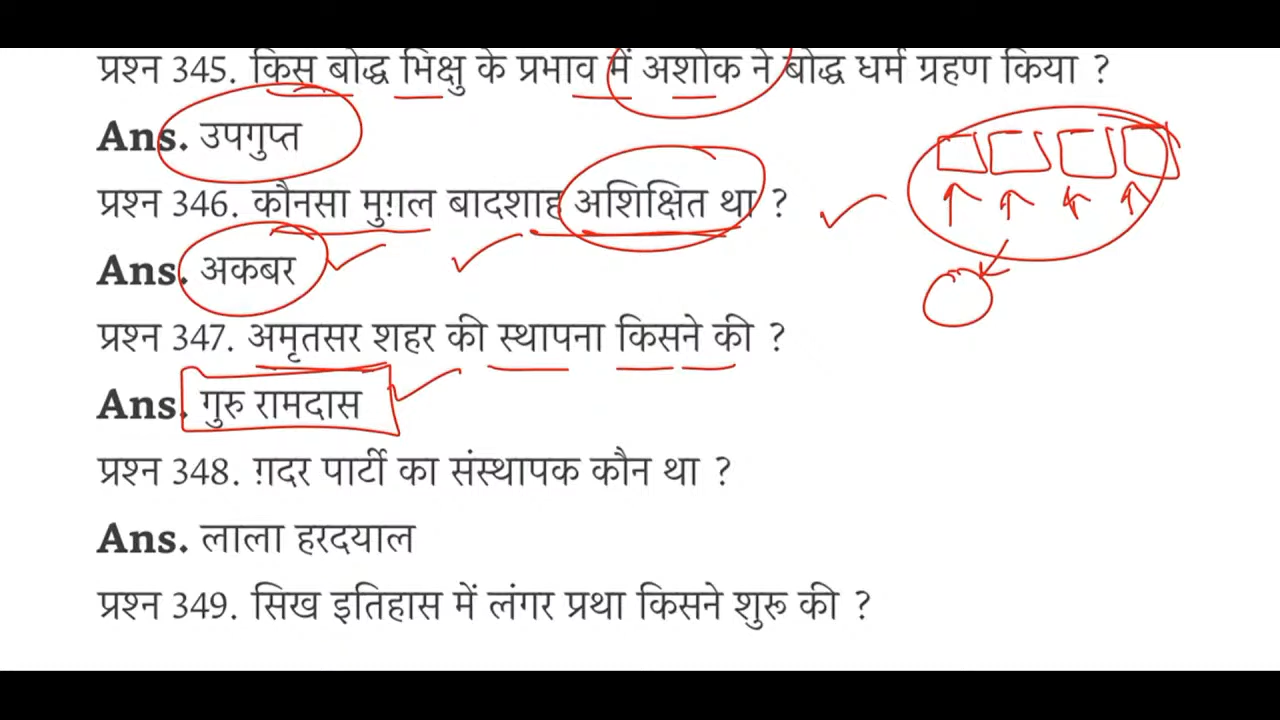 प्रश्न 345. किस बोद्ध भिक्षु के प्रभाव में अशोक ने बोद्ध धर्म ग्रहण किया ?
Ans. उपगुप्त
प्रश्न 346. कौनसा मुग़ल बादशाह अशिक्षित था ?
Ans. अकबर
प्रश्न 347. अमृतसर शहर की स्थापना किसने की ?
Ans. गुरु रामदास
प्रश्न 348. ग़दर पार्टी का संस्थापक कौन था ?
Ans. लाला हरदयाल
प्रश्न 349. सिख इतिहास में लंगर प्रथा किसने शुरू की ?